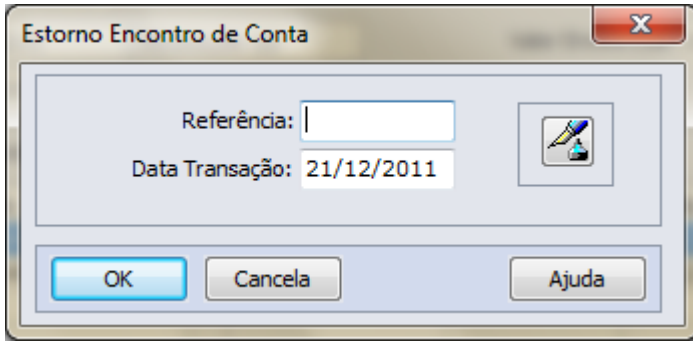 Estorno Encontro de Conta
Referência:
Data Transação: 21/12/2011
OK Cancela Ajuda